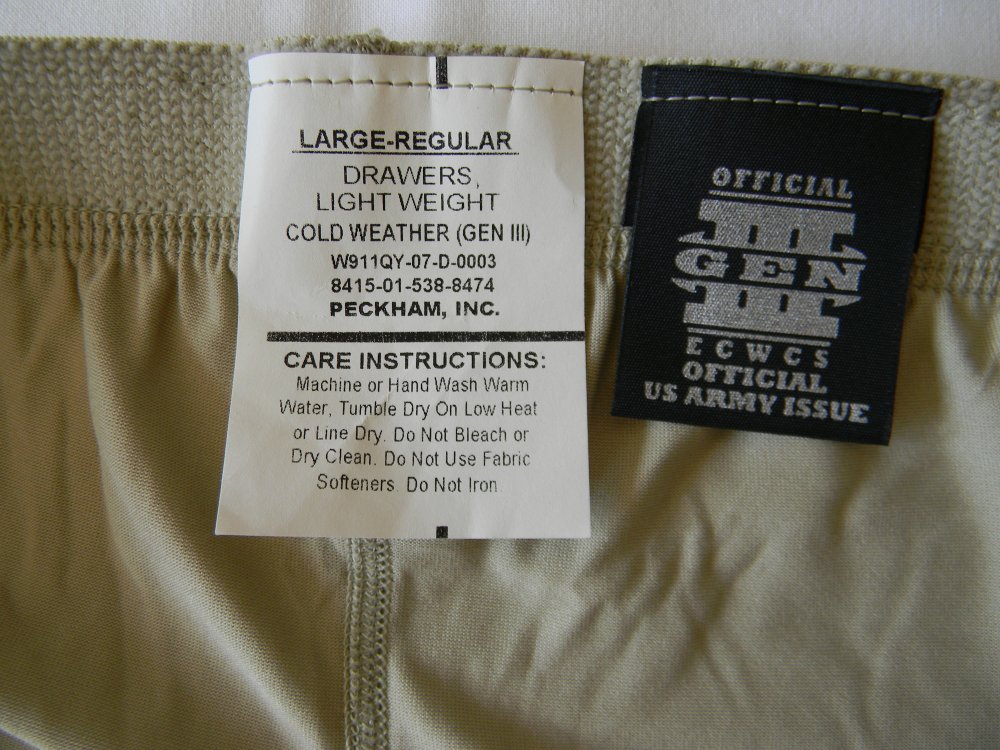 LARGE-REGULAR
DRAWERS,
LIGHT WEIGHT
COLD WEATHER (GEN III)
W911QY-07-D-0003
8415-01-538-8474
PECKHAM, INC.
CARE INSTRUCTIONS:
Machine or Hand Wash Warm
Water, Tumble Dry On Low Heat
or Line Dry. Do Not Bleach or
Dry Clean. Do Not Use Fabric
Softeners. Do Not Iron
OFFICIAL
III
GEN
III
ECWCS
OFFICIAL
US ARMY ISSUE